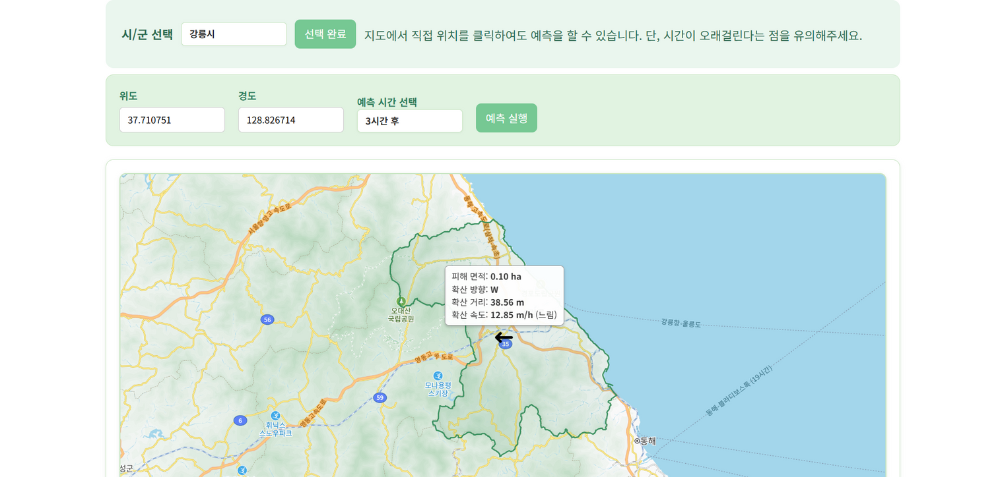 시/군 선택
강릉시
선택 완료
지도에서 직접 위치를 클릭하여도 예측을 할 수 있습니다. 단, 시간이 오래걸린다는 점을 유의해주세요.
위도
경도
예측 시간 선택
37.710751
128.826714
3시간 후
예측 실행
동해고속도로(삼척-속초)
서울양양고속도로
피해 면적: 0.10 ha
확산 방향: W
확산 거리: 38.56 m
확산 속도: 12.85 m/h (느림)
오대산
국립공원
56
강릉항-울릉도
35
영동고속도로
모나용평
스키장
동해-블라디보스톡 (19시간)
59
영동고속도로
6
휘닉스
스노우파크
동해
성군